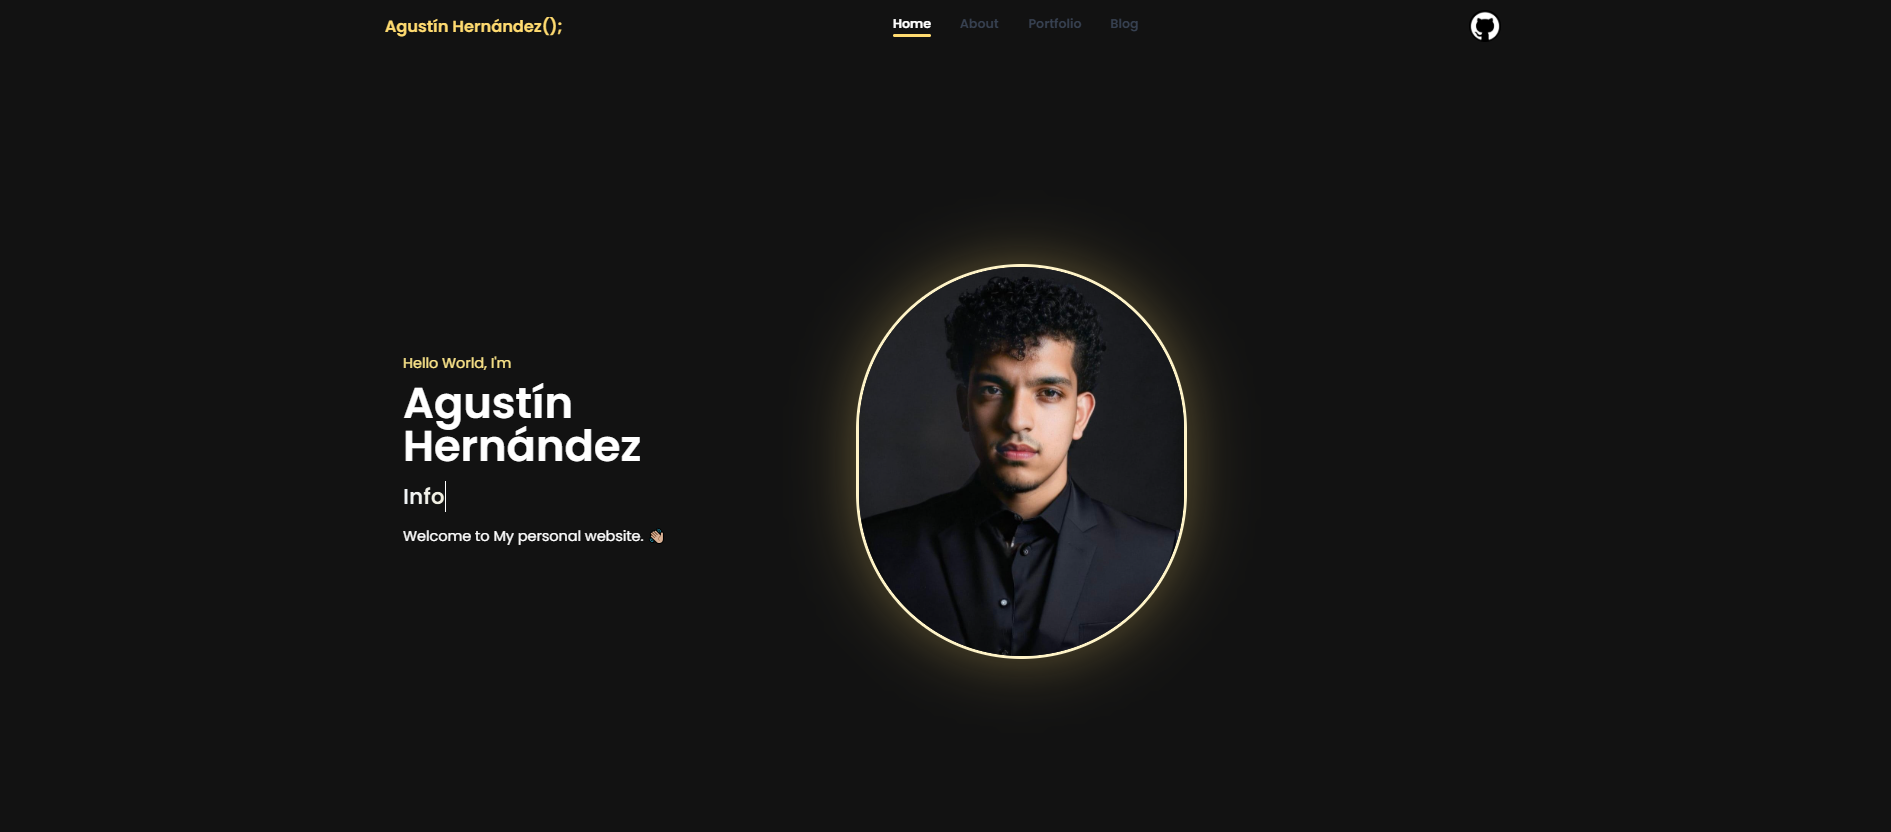 Agustín Hernández();
Home About Portfolio Blog
Hello World, I'm
Agustín
Hernández
Info
Welcome to My personal website. 👋🏼